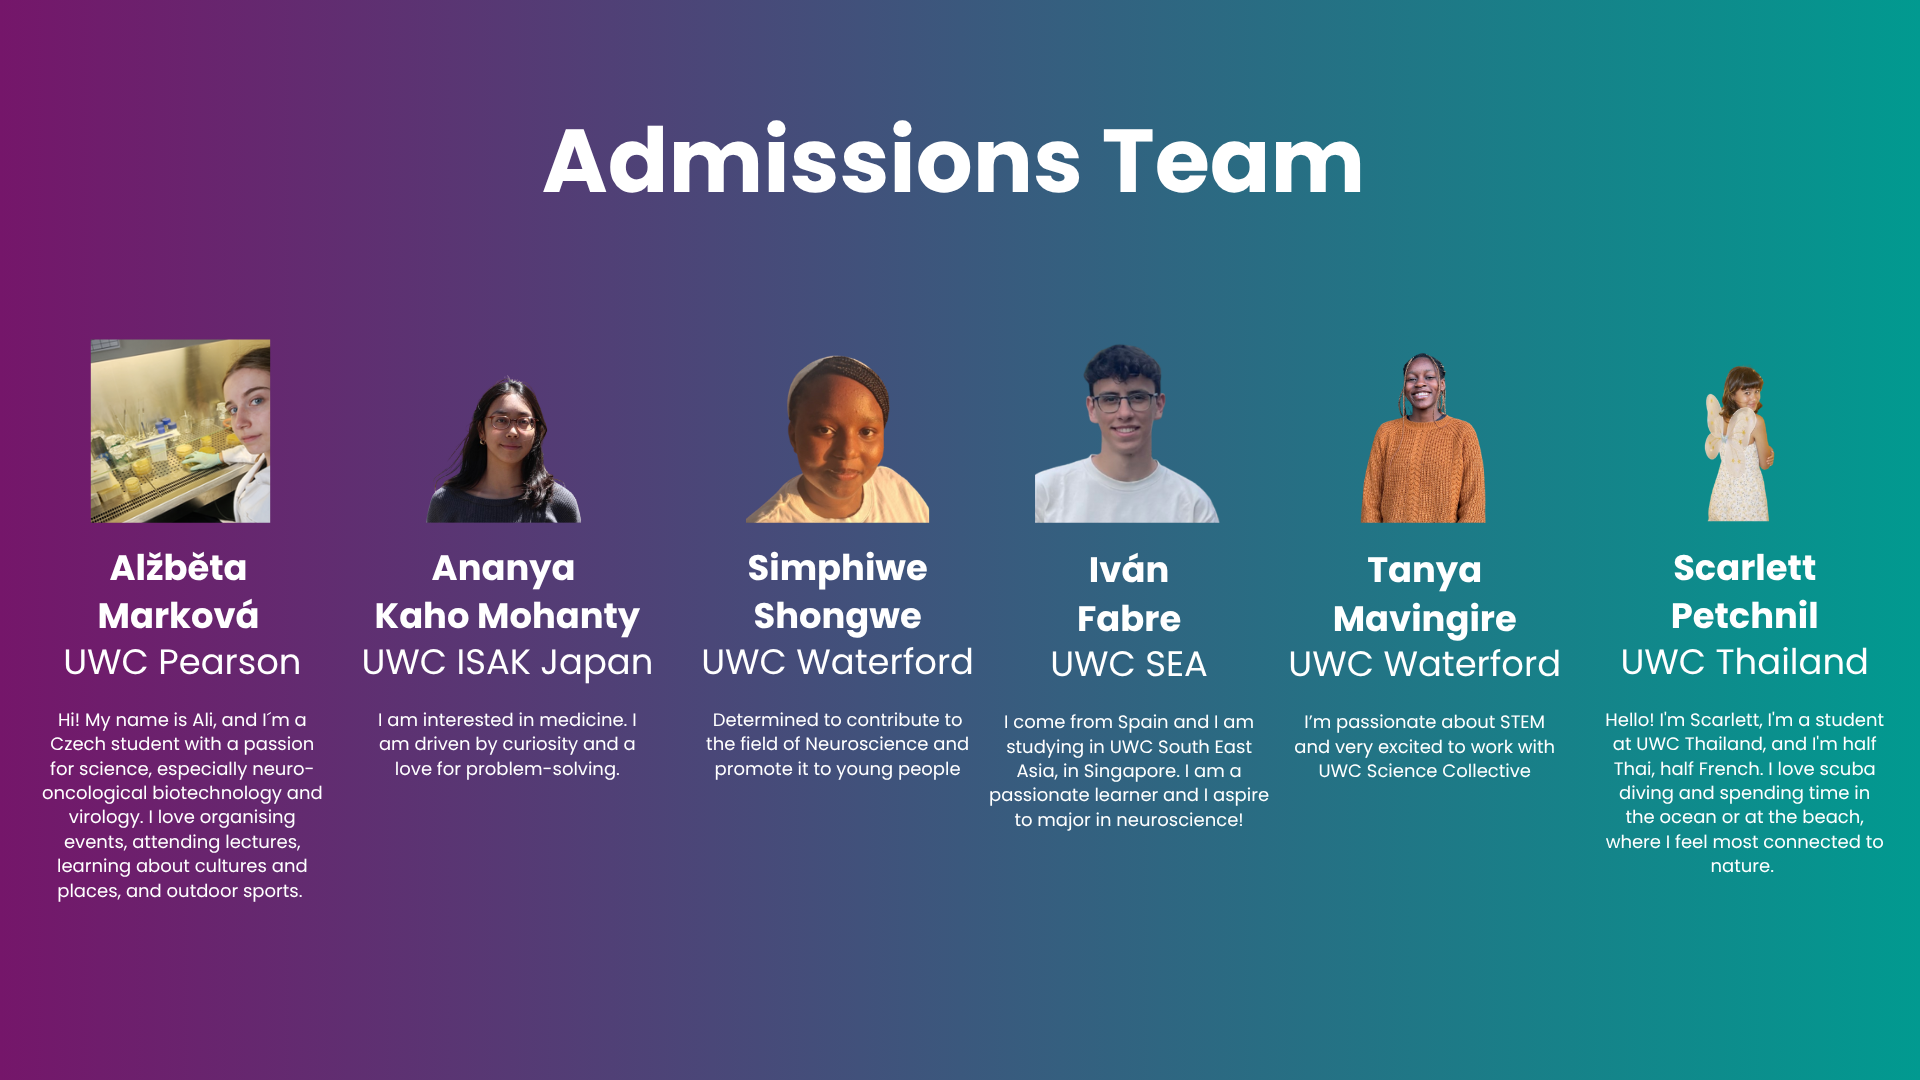 Admissions Team
Alžběta
Marková
UWC Pearson
Hi! My name is Ali, and I´m a
Czech student with a passion
for science, especially neuro-
oncological biotechnology and
virology. I love organising
events, attending lectures,
learning about cultures and
places, and outdoor sports.
Ananya
Kaho Mohanty
UWC ISAK Japan
I am interested in medicine. I
am driven by curiosity and a
love for problem-solving.
Simphiwe
Shongwe
UWC Waterford
Determined to contribute to
the field of Neuroscience and
promote it to young people
Iván
Fabre
UWC SEA
I come from Spain and I am
studying in UWC South East
Asia, in Singapore. I am a
passionate learner and I aspire
to major in neuroscience!
Tanya
Mavingire
UWC Waterford
I’m passionate about STEM
and very excited to work with
UWC Science Collective
Scarlett
Petchnil
UWC Thailand
Hello! I'm Scarlett, I'm a student
at UWC Thailand, and I'm half
Thai, half French. I love scuba
diving and spending time in
the ocean or at the beach,
where I feel most connected to
nature.